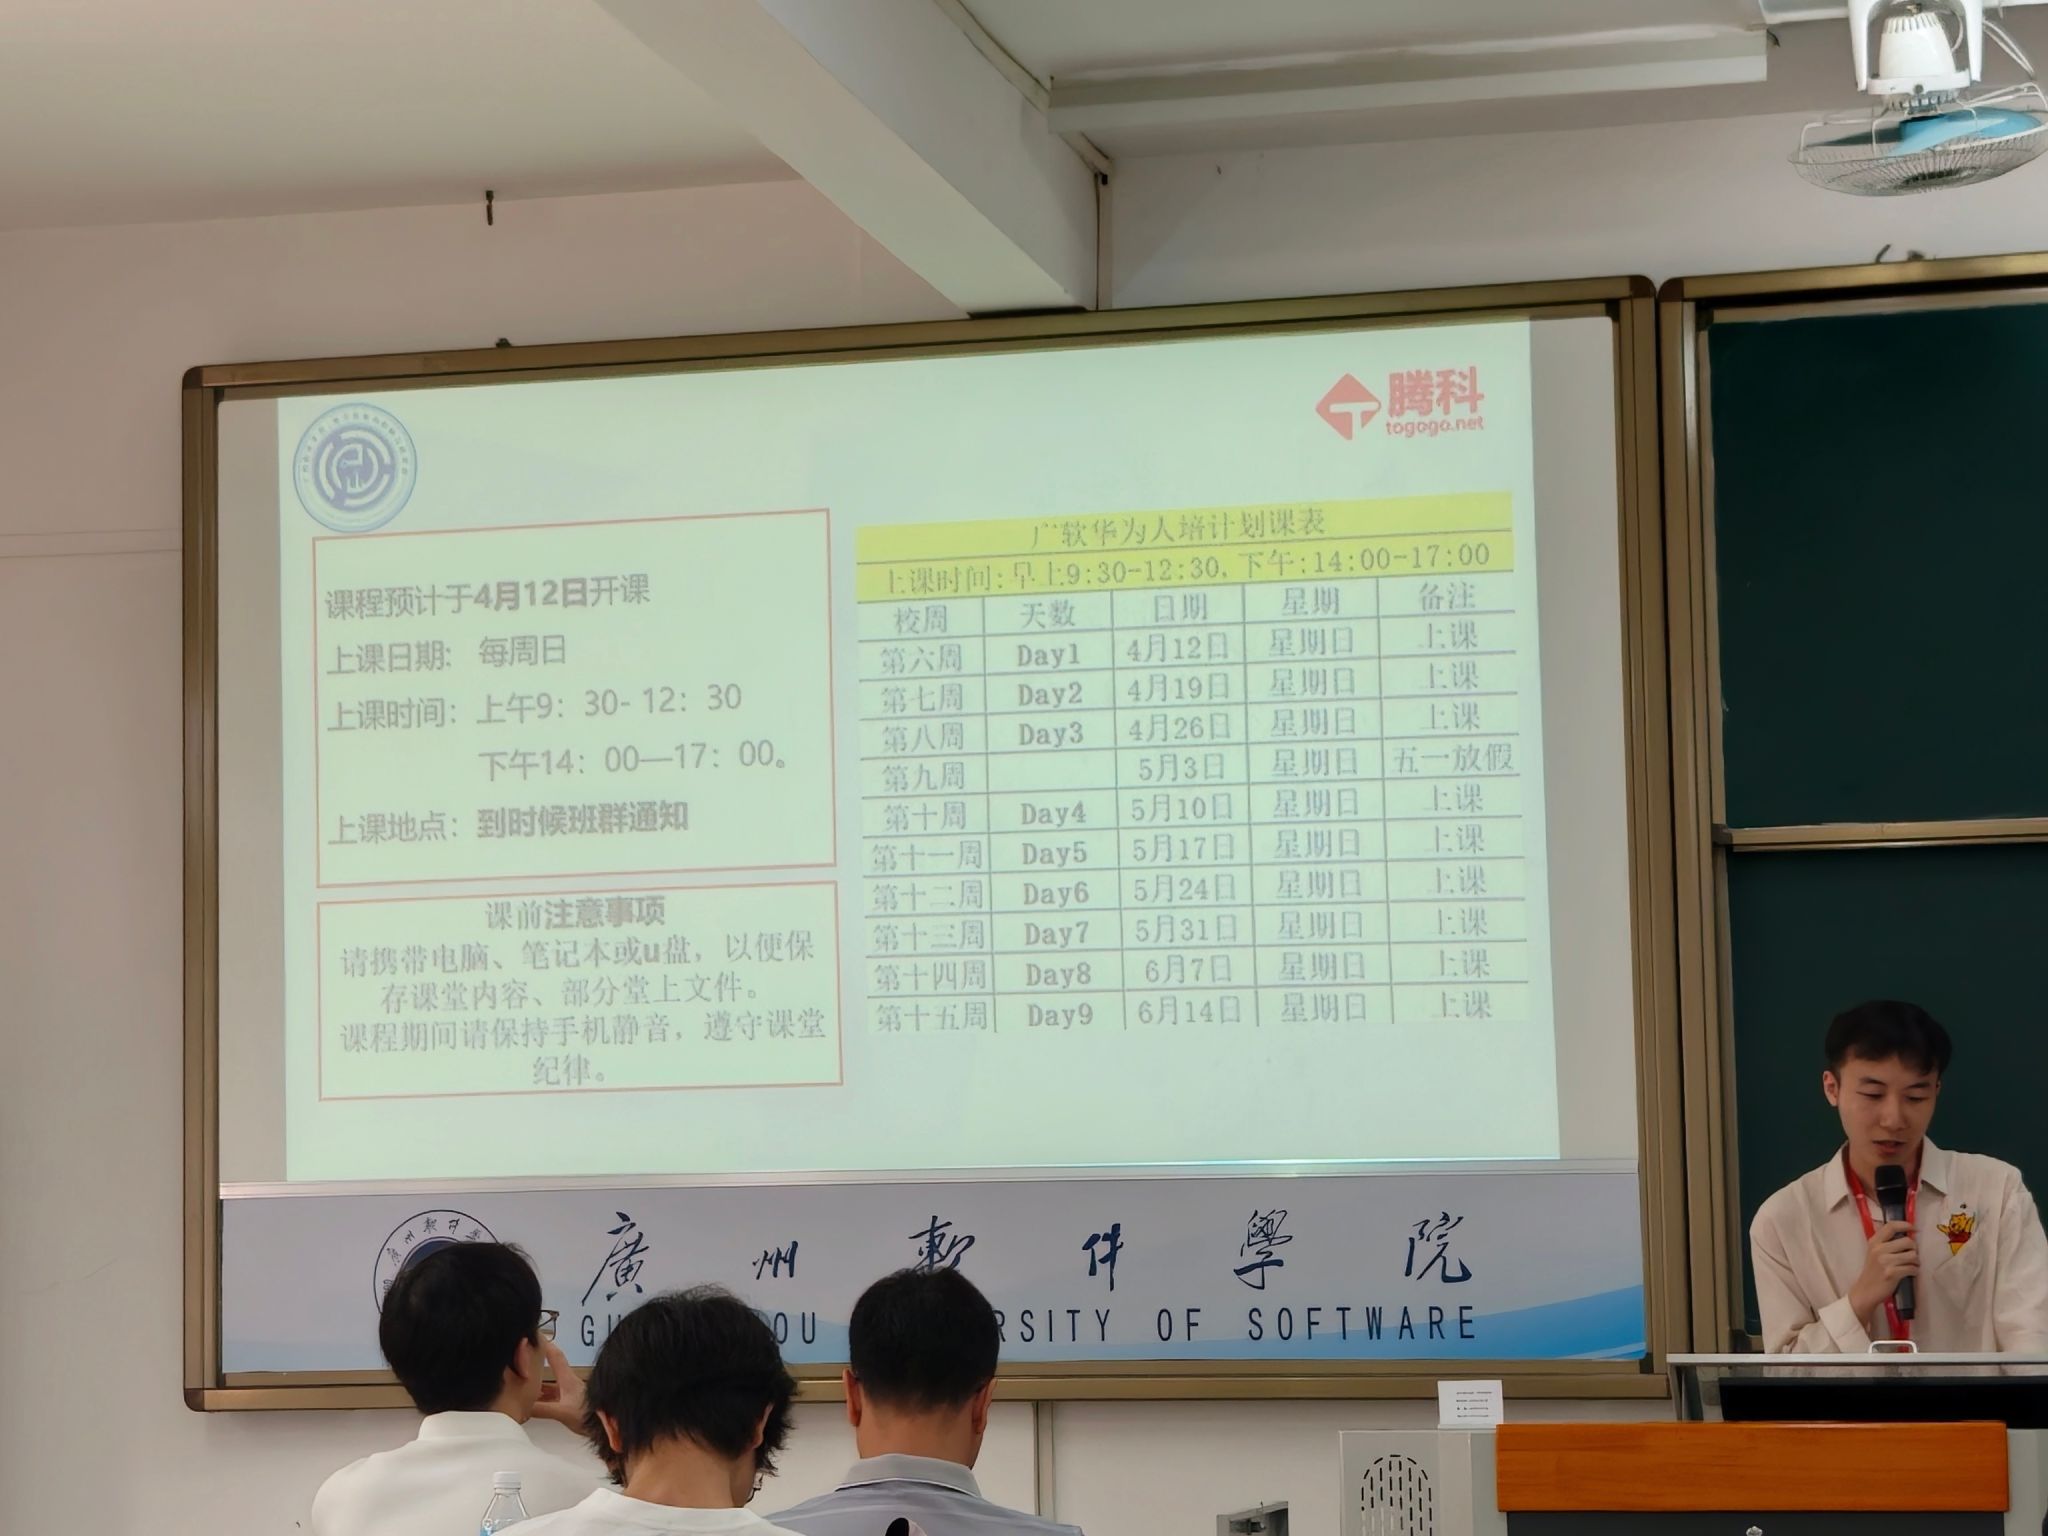 腾科
togogo.net
课程预计于4月12日开课
上课日期: 每周日
上课时间: 上午9: 30- 12: 30
下午14: 00—17: 00。
上课地点: 到时候班群通知
课前注意事项
请携带电脑、笔记本或u盘, 以便保
存课堂内容、部分堂上文件。
课程期间请保持手机静音, 遵守课堂
纪律。
广软华为人培计划课表
上课时间:早上9:30-12:30, 下午:14:00-17:00
校周 天数 日期 星期 备注
第六周 Day1 4月12日 星期日 上课
第七周 Day2 4月19日 星期日 上课
第八周 Day3 4月26日 星期日 上课
第九周 5月3日 星期日 五一放假
第十周 Day4 5月10日 星期日 上课
第十一周 Day5 5月17日 星期日 上课
第十二周 Day6 5月24日 星期日 上课
第十三周 Day7 5月31日 星期日 上课
第十四周 Day8 6月7日 星期日 上课
第十五周 Day9 6月14日 星期日 上课
廣州軟件學院
OF SOFTWARE